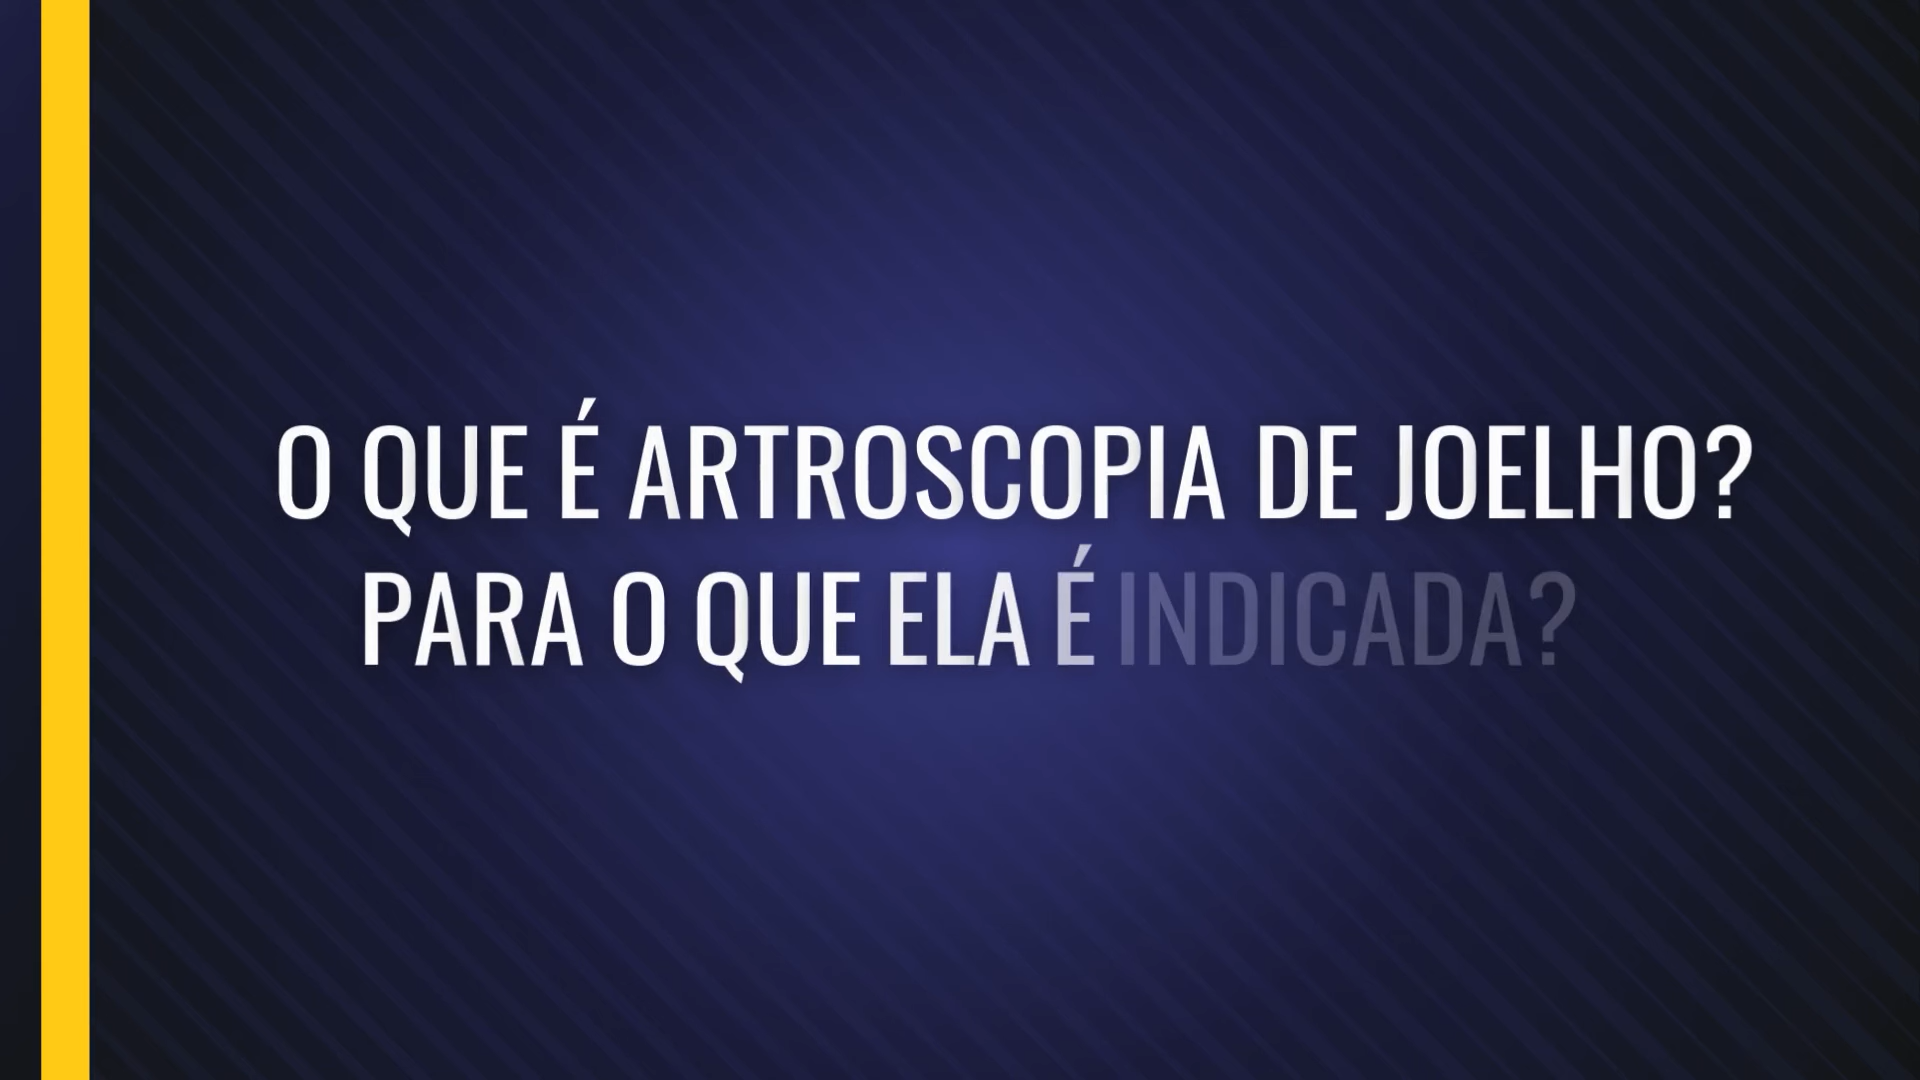 O QUE É ARTROSCOPIA DE JOELHO?
PARA O QUE ELA É INDICADA?